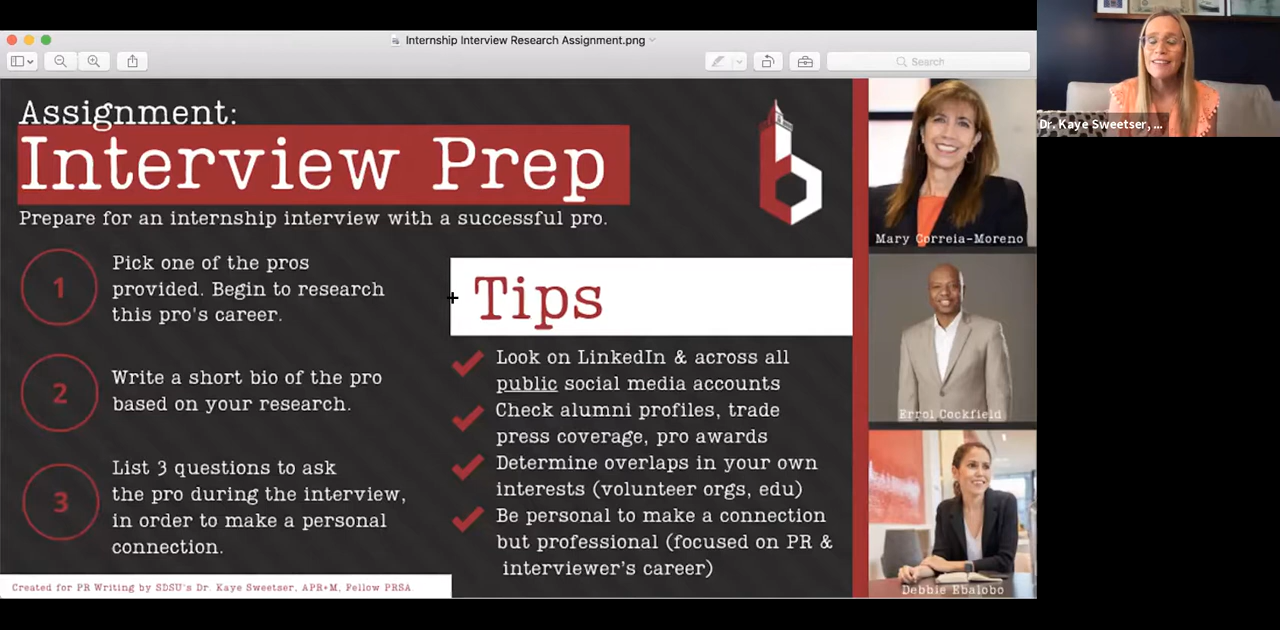 Internship Interview Research Assignment.png
Search
Assignment:
Interview Prep
Prepare for an internship interview with a successful pro.
1
Pick one of the pros
provided. Begin to research
this pro's career.
2
Write a short bio of the pro
based on your research.
3
List 3 questions to ask
the pro during the interview,
in order to make a personal
connection.
Created for PR Writing by SDSU's Dr. Kaye Sweetser, APR+M, Fellow PRSA
b
Tips
Look on LinkedIn & across all
public social media accounts
Check alumni profiles, trade
press coverage, pro awards
Determine overlaps in your own
interests (volunteer orgs, edu)
Be personal to make a connection
but professional (focused on PR &
interviewer's career)
Mary Correia-Moreno
Errol Cockfield
Debbie Ebalobo
Dr. Kaye Sweetser, ...